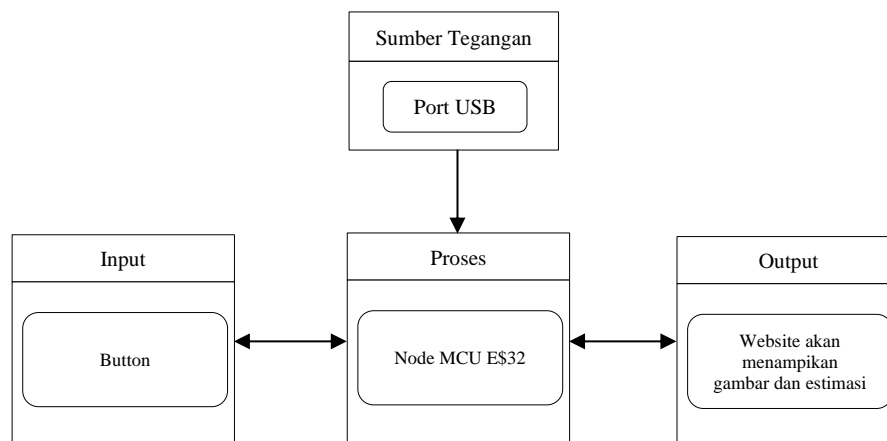 Sumber Tegangan
Port USB
Input
Button
Proses
Node MCU E$32
Output
Website akan
menampikan
gambar dan estimasi